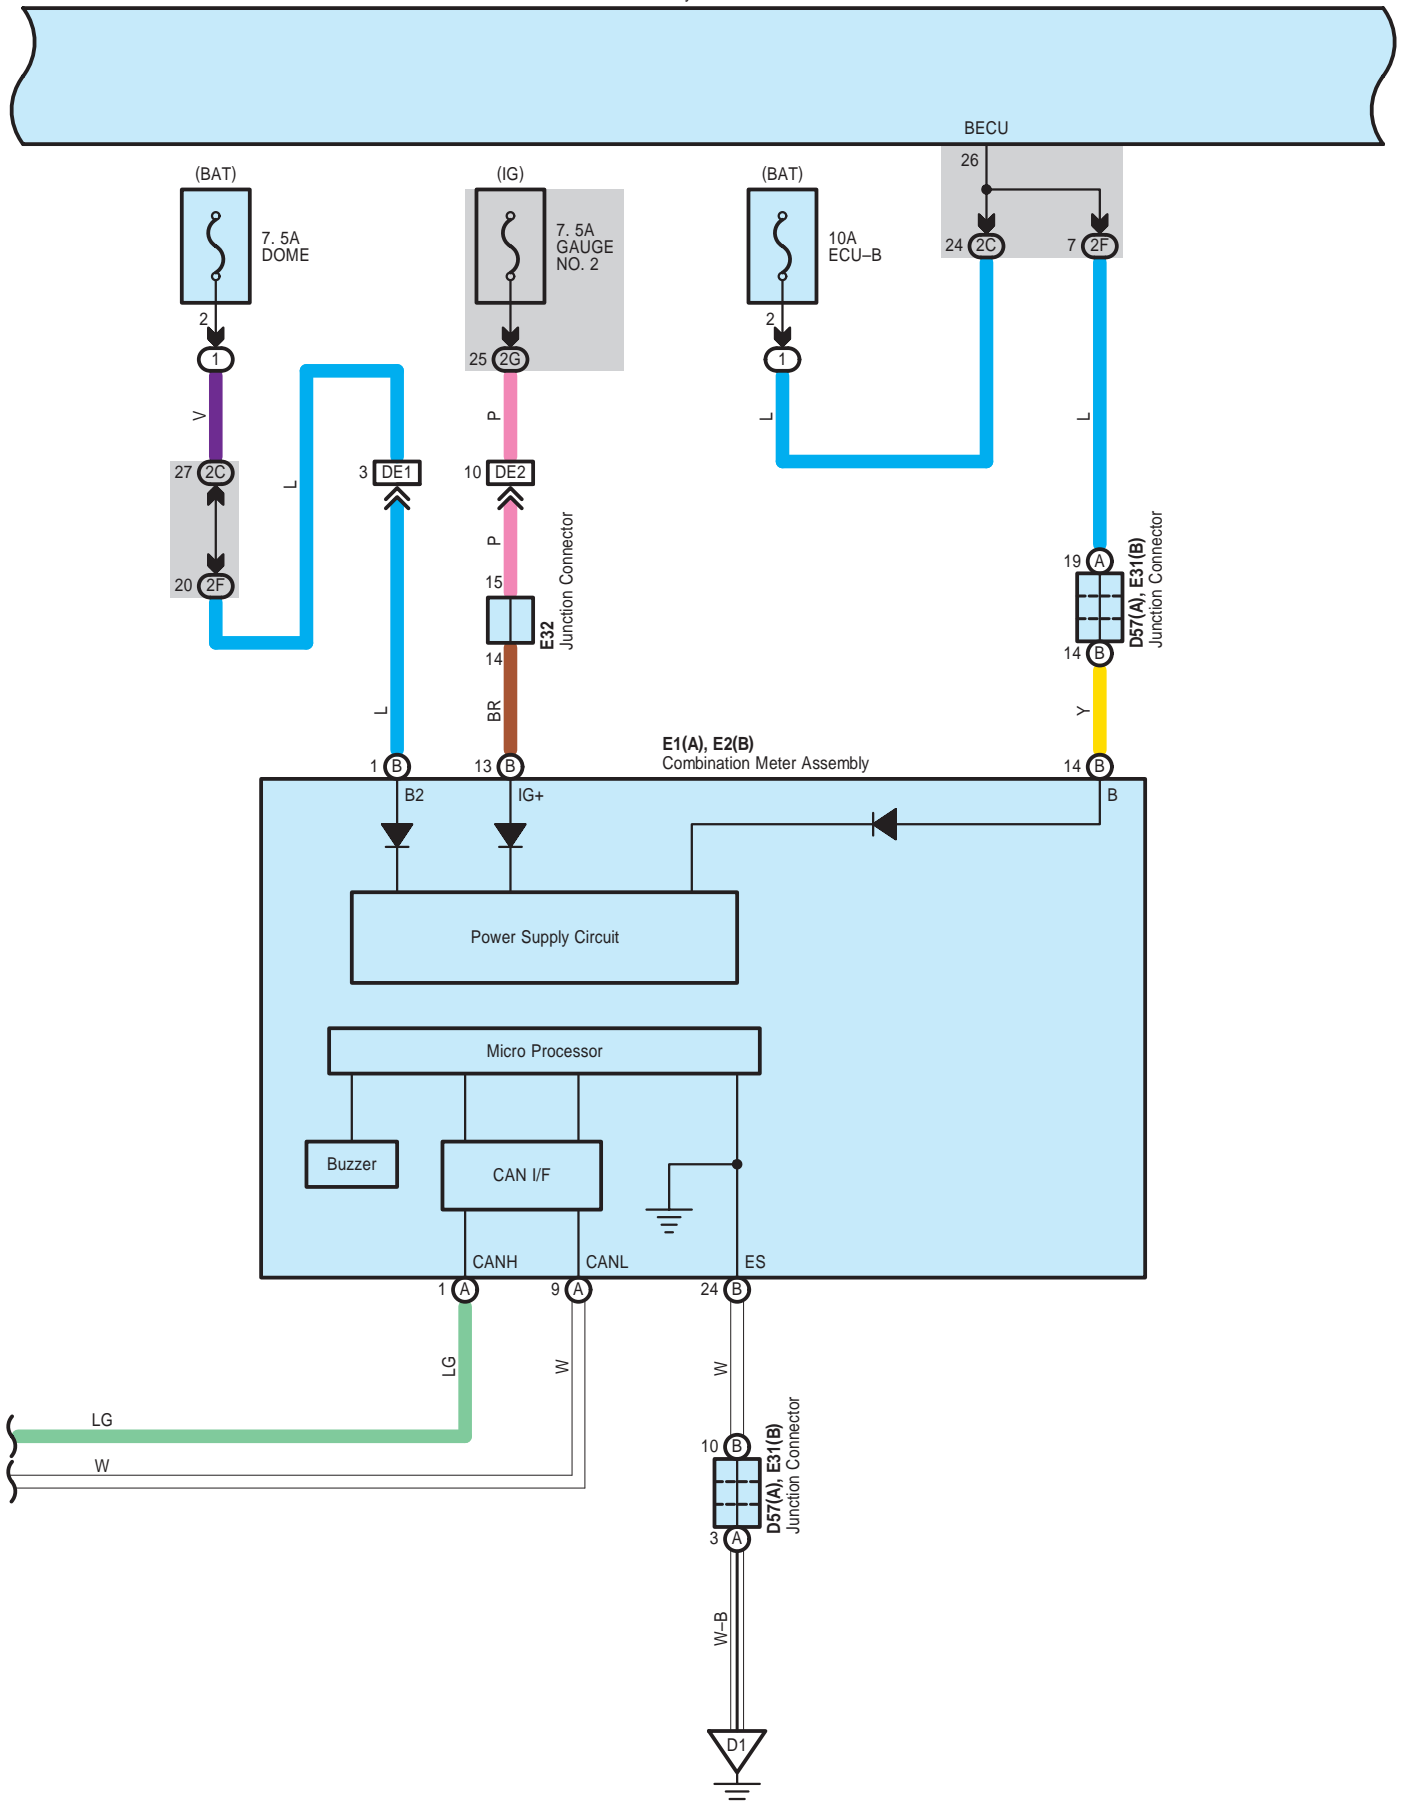 BECU
26
(BAT)
(IG)
(BAT)
7. 5A
DOME
7. 5A
GAUGE
NO. 2
10A
ECU–B
24
2C
7
2F
2
1
25
2G
2
1
V
L
P
L
L
27
2C
3
DE1
10
DE2
20
2F
P
15
E32
Junction Connector
14
19
A
D57(A), E31(B)
Junction Connector
14
B
L
BR
Y
E1(A), E2(B)
Combination Meter Assembly
1
B
13
B
14
B
B2
IG+
B
Power Supply Circuit
Micro Processor
Buzzer
CAN I/F
CANH
CANL
ES
1
A
9
A
24
B
LG
W
W
LG
W
10
B
D57(A), E31(B)
Junction Connector
3
A
W–B
D1